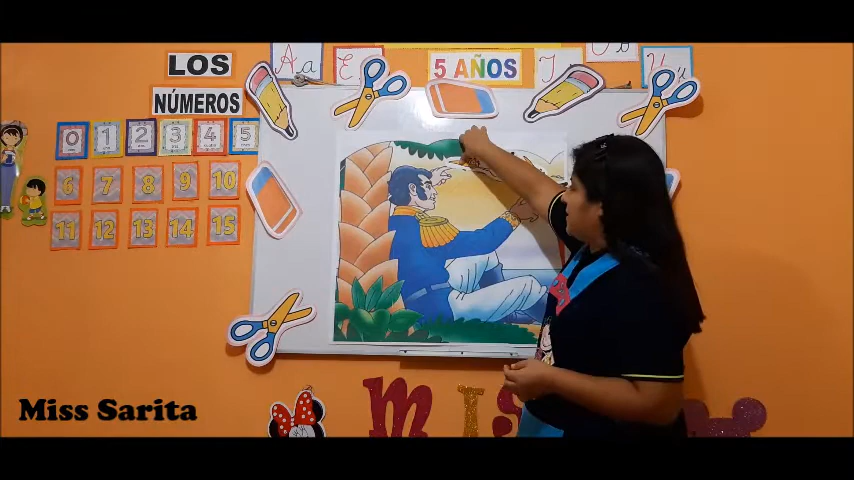 LOS
NÚMEROS
A a
E
5 AÑOS
I
U
0 1 2 3 4 5
6 7 8 9 10
11 12 13 14 15
Miss Sarita
MIS